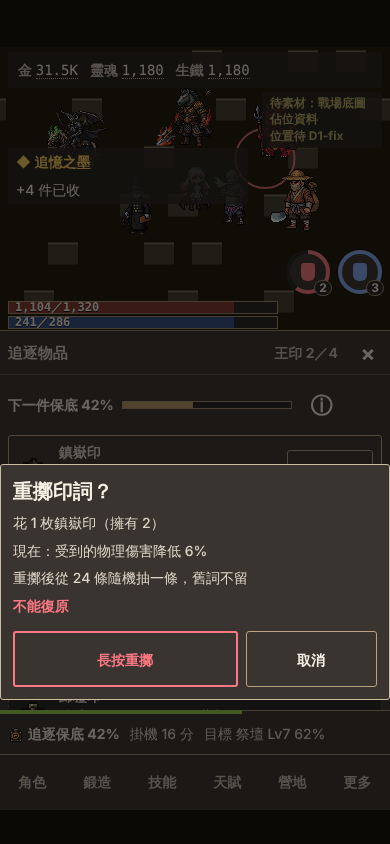 金 31.5K 靈魂 1,180 生鐵 1,180
待素材：戰場底圖
佔位資料
位置待 D1-fix
◆ 追憶之墨
+4 件已收
2
3
1,104／1,320
241／286
追逐物品
王印 2／4
×
下一件保底 42%
鎮嶽印
重擲印詞？
花 1 枚鎮嶽印（擁有 2）
現在：受到的物理傷害降低 6%
重擲後從 24 條隨機抽一條，舊詞不留
不能復原
長按重擲
取消
追逐保底 42% 掛機 16 分 目標 祭壇 Lv7 62%
角色 鍛造 技能 天賦 營地 更多